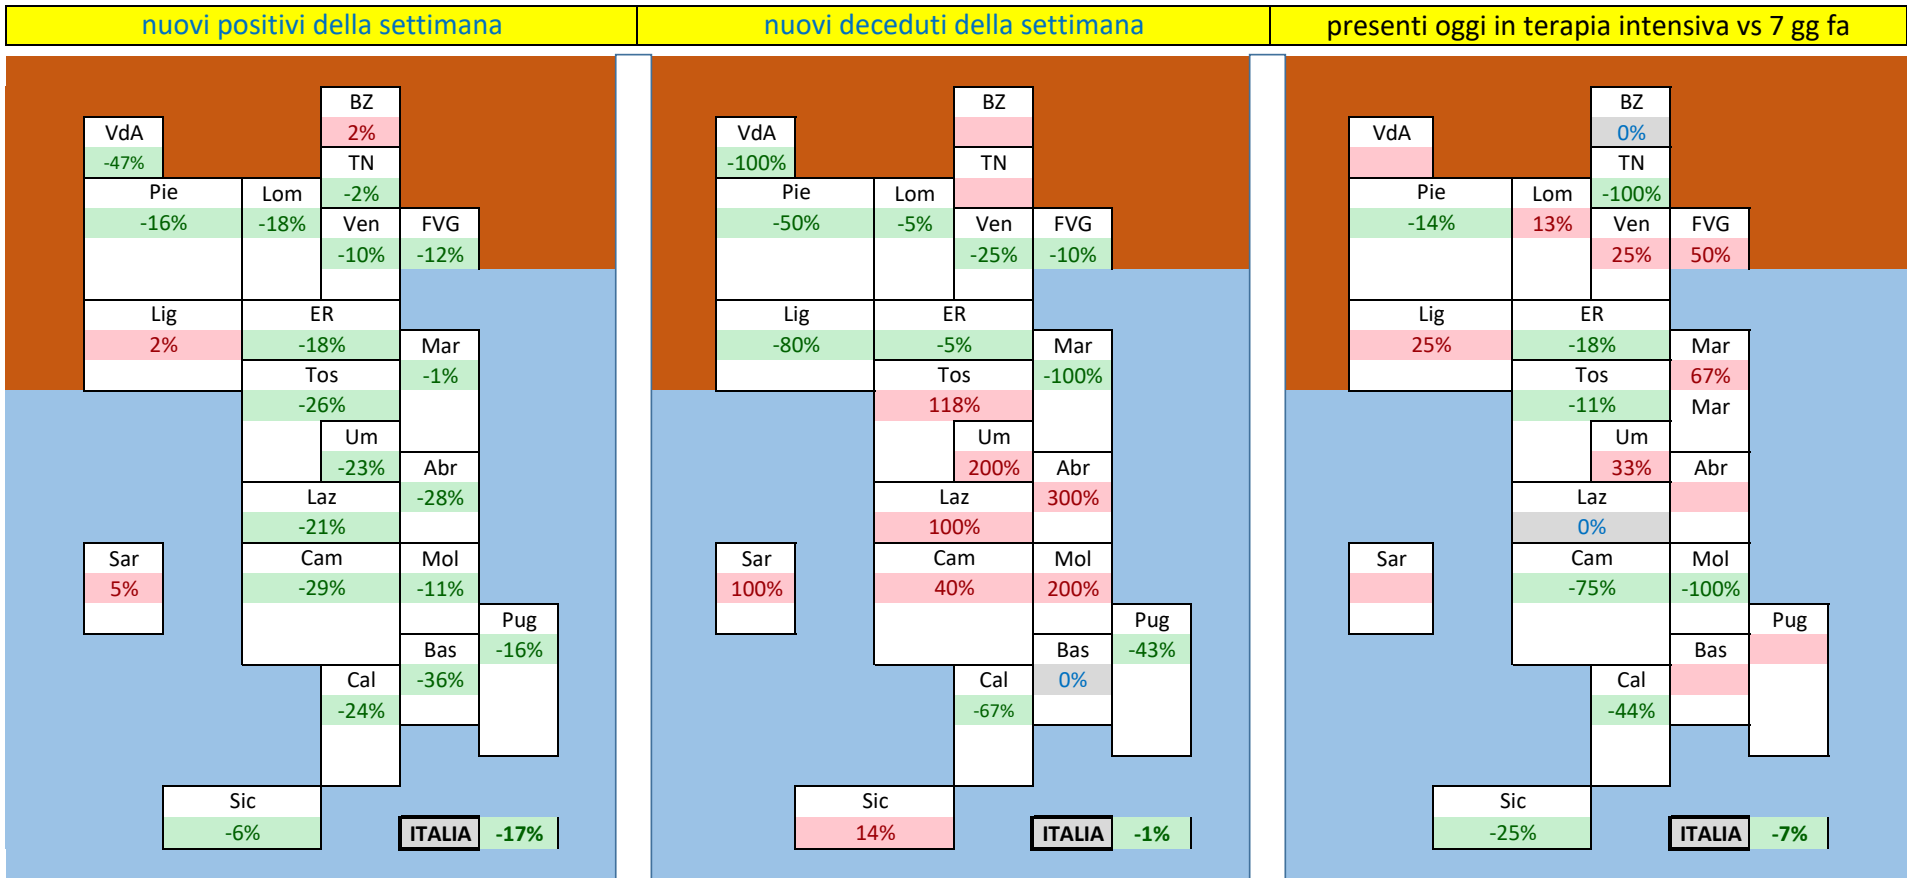 nuovi positivi della settimana
BZ
VdA 2%
-47% TN
Pie Lom -2%
-16% -18% Ven FVG
-10% -12%
Lig ER
2% -18% Mar
Tos -1%
-26%
Um
-23% Abr
Laz -28%
-21%
Sar Cam Mol
5% -29% -11%
Pug
Bas -16%
Cal -36%
-24%
Sic
-6% ITALIA -17%
nuovi deceduti della settimana
BZ
VdA
-100% TN
Pie Lom
-50% -5% Ven FVG
-25% -10%
Lig ER
-80% -5% Mar
Tos -100%
118%
Um
200% Abr
Laz 300%
100%
Sar Cam Mol
100% 40% 200%
Pug
Bas -43%
Cal 0%
-67%
Sic
14% ITALIA -1%
presenti oggi in terapia intensiva vs 7 gg fa
BZ
VdA 0%
TN
Pie Lom -100%
-14% 13% Ven FVG
25% 50%
Lig ER
25% -18% Mar
Tos 67%
-11% Mar
Um
33% Abr
Laz
0%
Sar Cam Mol
-75% -100%
Pug
Bas
Cal
-44%
Sic
-25% ITALIA -7%